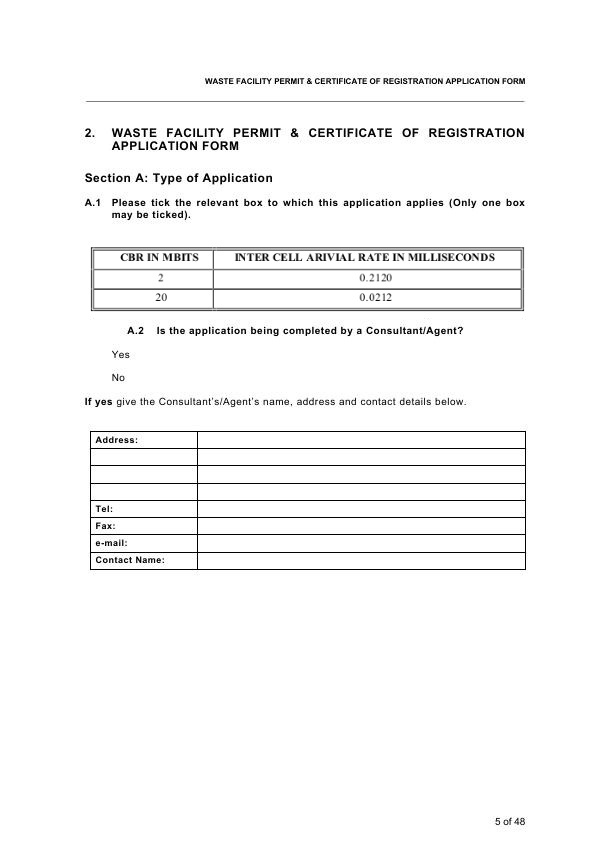 WASTE FACILITY PERMIT & CERTIFICATE OF REGISTRATION APPLICATION FORM
2. WASTE FACILITY PERMIT & CERTIFICATE OF REGISTRATION
APPLICATION FORM
Section A: Type of Application
A.1 Please tick the relevant box to which this application applies (Only one box
may be ticked).
CBR IN MBITS INTER CELL ARIVIAL RATE IN MILLISECONDS
2 0.2120
20 0.0212
A.2 Is the application being completed by a Consultant/Agent?
Yes
No
If yes give the Consultant's/Agent's name, address and contact details below.
Address:
Tel:
Fax:
e-mail:
Contact Name:
5 of 48